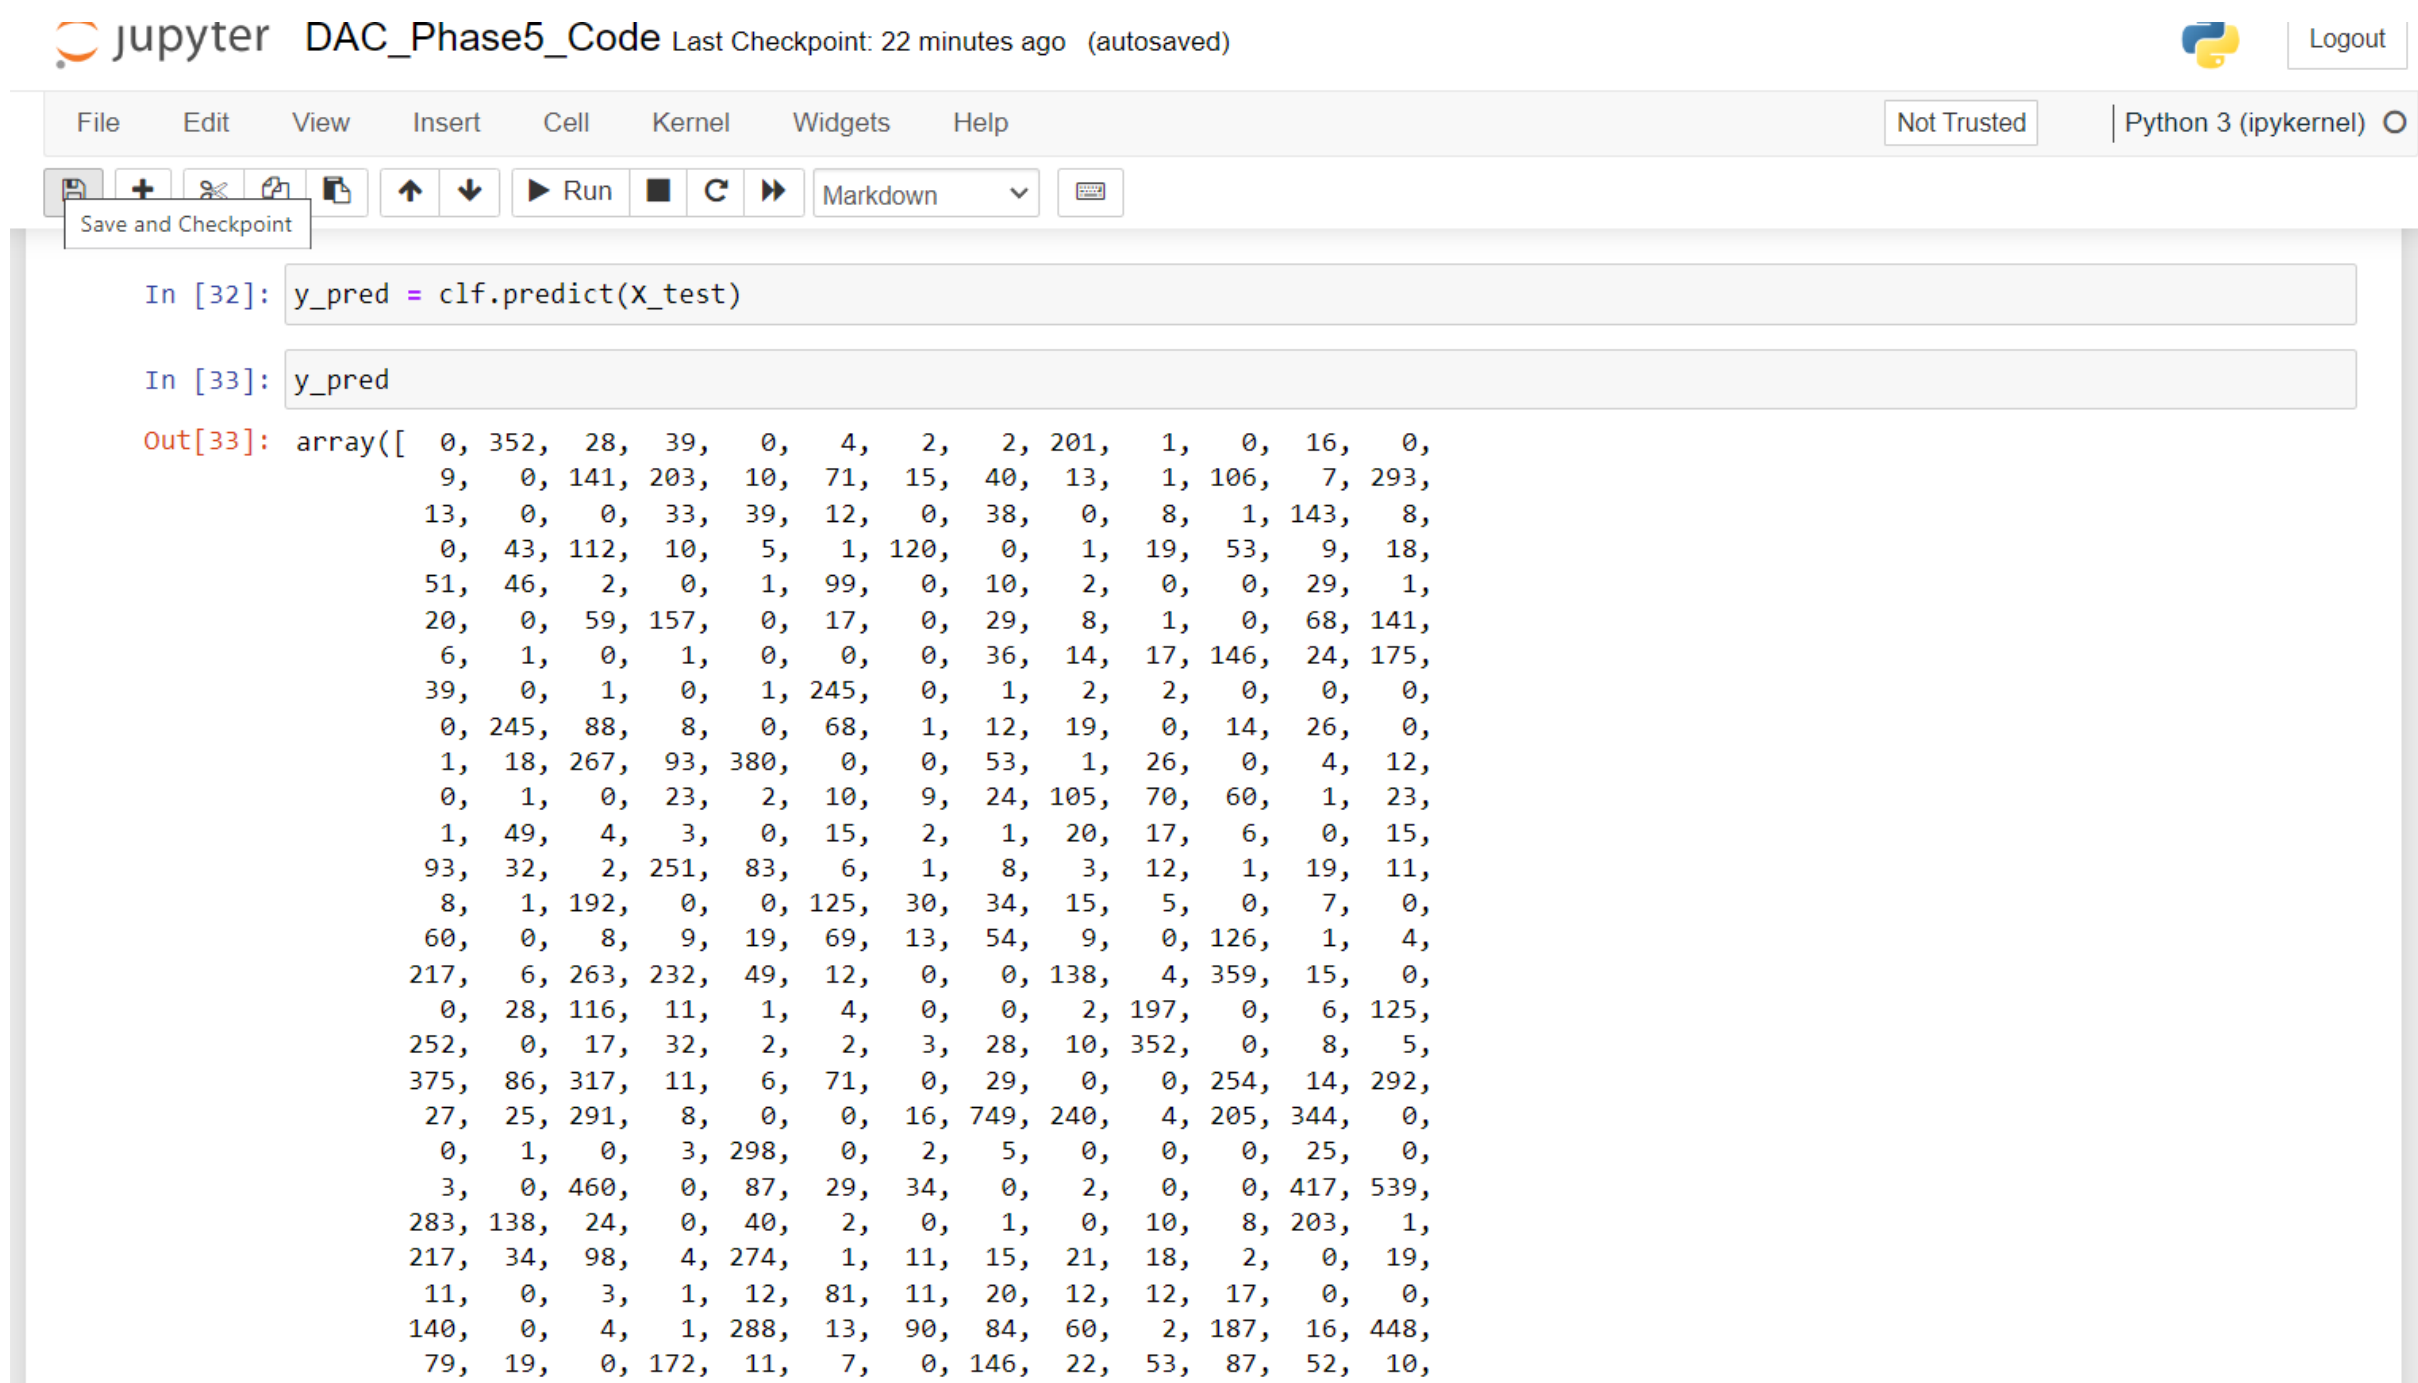 jupyter DAC_Phase5_Code Last Checkpoint: 22 minutes ago (autosaved) Logout
File Edit View Insert Cell Kernel Widgets Help Not Trusted Python 3 (ipykernel)
Run Markdown
Save and Checkpoint
In [32]: y_pred = clf.predict(X_test)
In [33]: y_pred
Out[33]: array([ 0, 352, 28, 39, 0, 4, 2, 2, 201, 1, 0, 16, 0,
9, 0, 141, 203, 10, 71, 15, 40, 13, 1, 106, 7, 293,
13, 0, 0, 33, 39, 12, 0, 38, 0, 8, 1, 143, 8,
0, 43, 112, 10, 5, 1, 120, 0, 1, 19, 53, 9, 18,
51, 46, 2, 0, 1, 99, 0, 10, 2, 0, 0, 29, 1,
20, 0, 59, 157, 0, 17, 0, 29, 8, 1, 0, 68, 141,
6, 1, 0, 1, 0, 0, 0, 36, 14, 17, 146, 24, 175,
39, 0, 1, 0, 1, 245, 0, 1, 2, 2, 0, 0, 0,
0, 245, 88, 8, 0, 68, 1, 12, 19, 0, 14, 26, 0,
1, 18, 267, 93, 380, 0, 0, 53, 1, 26, 0, 4, 12,
0, 1, 0, 23, 2, 10, 9, 24, 105, 70, 60, 1, 23,
1, 49, 4, 3, 0, 15, 2, 1, 20, 17, 6, 0, 15,
93, 32, 2, 251, 83, 6, 1, 8, 3, 12, 1, 19, 11,
8, 1, 192, 0, 0, 125, 30, 34, 15, 5, 0, 7, 0,
60, 0, 8, 9, 19, 69, 13, 54, 9, 0, 126, 1, 4,
217, 6, 263, 232, 49, 12, 0, 0, 138, 4, 359, 15, 0,
0, 28, 116, 11, 1, 4, 0, 0, 2, 197, 0, 6, 125,
252, 0, 17, 32, 2, 2, 3, 28, 10, 352, 0, 8, 5,
375, 86, 317, 11, 6, 71, 0, 29, 0, 0, 254, 14, 292,
27, 25, 291, 8, 0, 0, 16, 749, 240, 4, 205, 344, 0,
0, 1, 0, 3, 298, 0, 2, 5, 0, 0, 0, 25, 0,
3, 0, 460, 0, 87, 29, 34, 0, 2, 0, 0, 417, 539,
283, 138, 24, 0, 40, 2, 0, 1, 0, 10, 8, 203, 1,
217, 34, 98, 4, 274, 1, 11, 15, 21, 18, 2, 0, 19,
11, 0, 3, 1, 12, 81, 11, 20, 12, 12, 17, 0, 0,
140, 0, 4, 1, 288, 13, 90, 84, 60, 2, 187, 16, 448,
79, 19, 0, 172, 11, 7, 0, 146, 22, 53, 87, 52, 10,